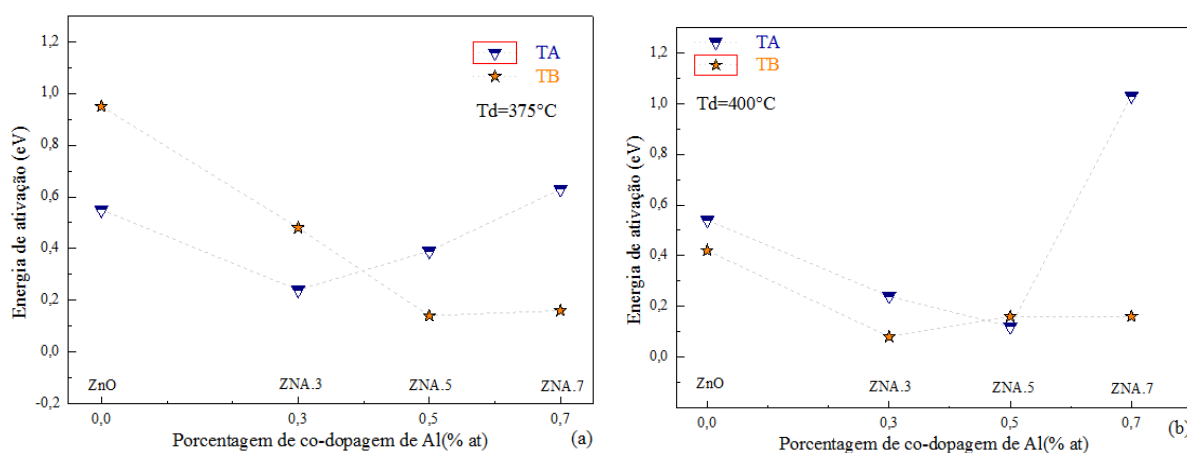 1,2
1,0
0,8
0,6
0,4
0,2
0,0
-0,2
Energia de ativação (eV)
TA
TB
Td=375°C
ZnO
ZNA.3
ZNA.5
ZNA.7
0,0
0,3
0,5
0,7
Porcentagem de co-dopagem de Al(% at)
(a)
1,2
1,0
0,8
0,6
0,4
0,2
0,0
Energia de ativação (eV)
TA
TB
Td=400°C
ZnO
ZNA.3
ZNA.5
ZNA.7
0,0
0,3
0,5
0,7
Porcentagem de co-dopagem de Al(% at)
(b)